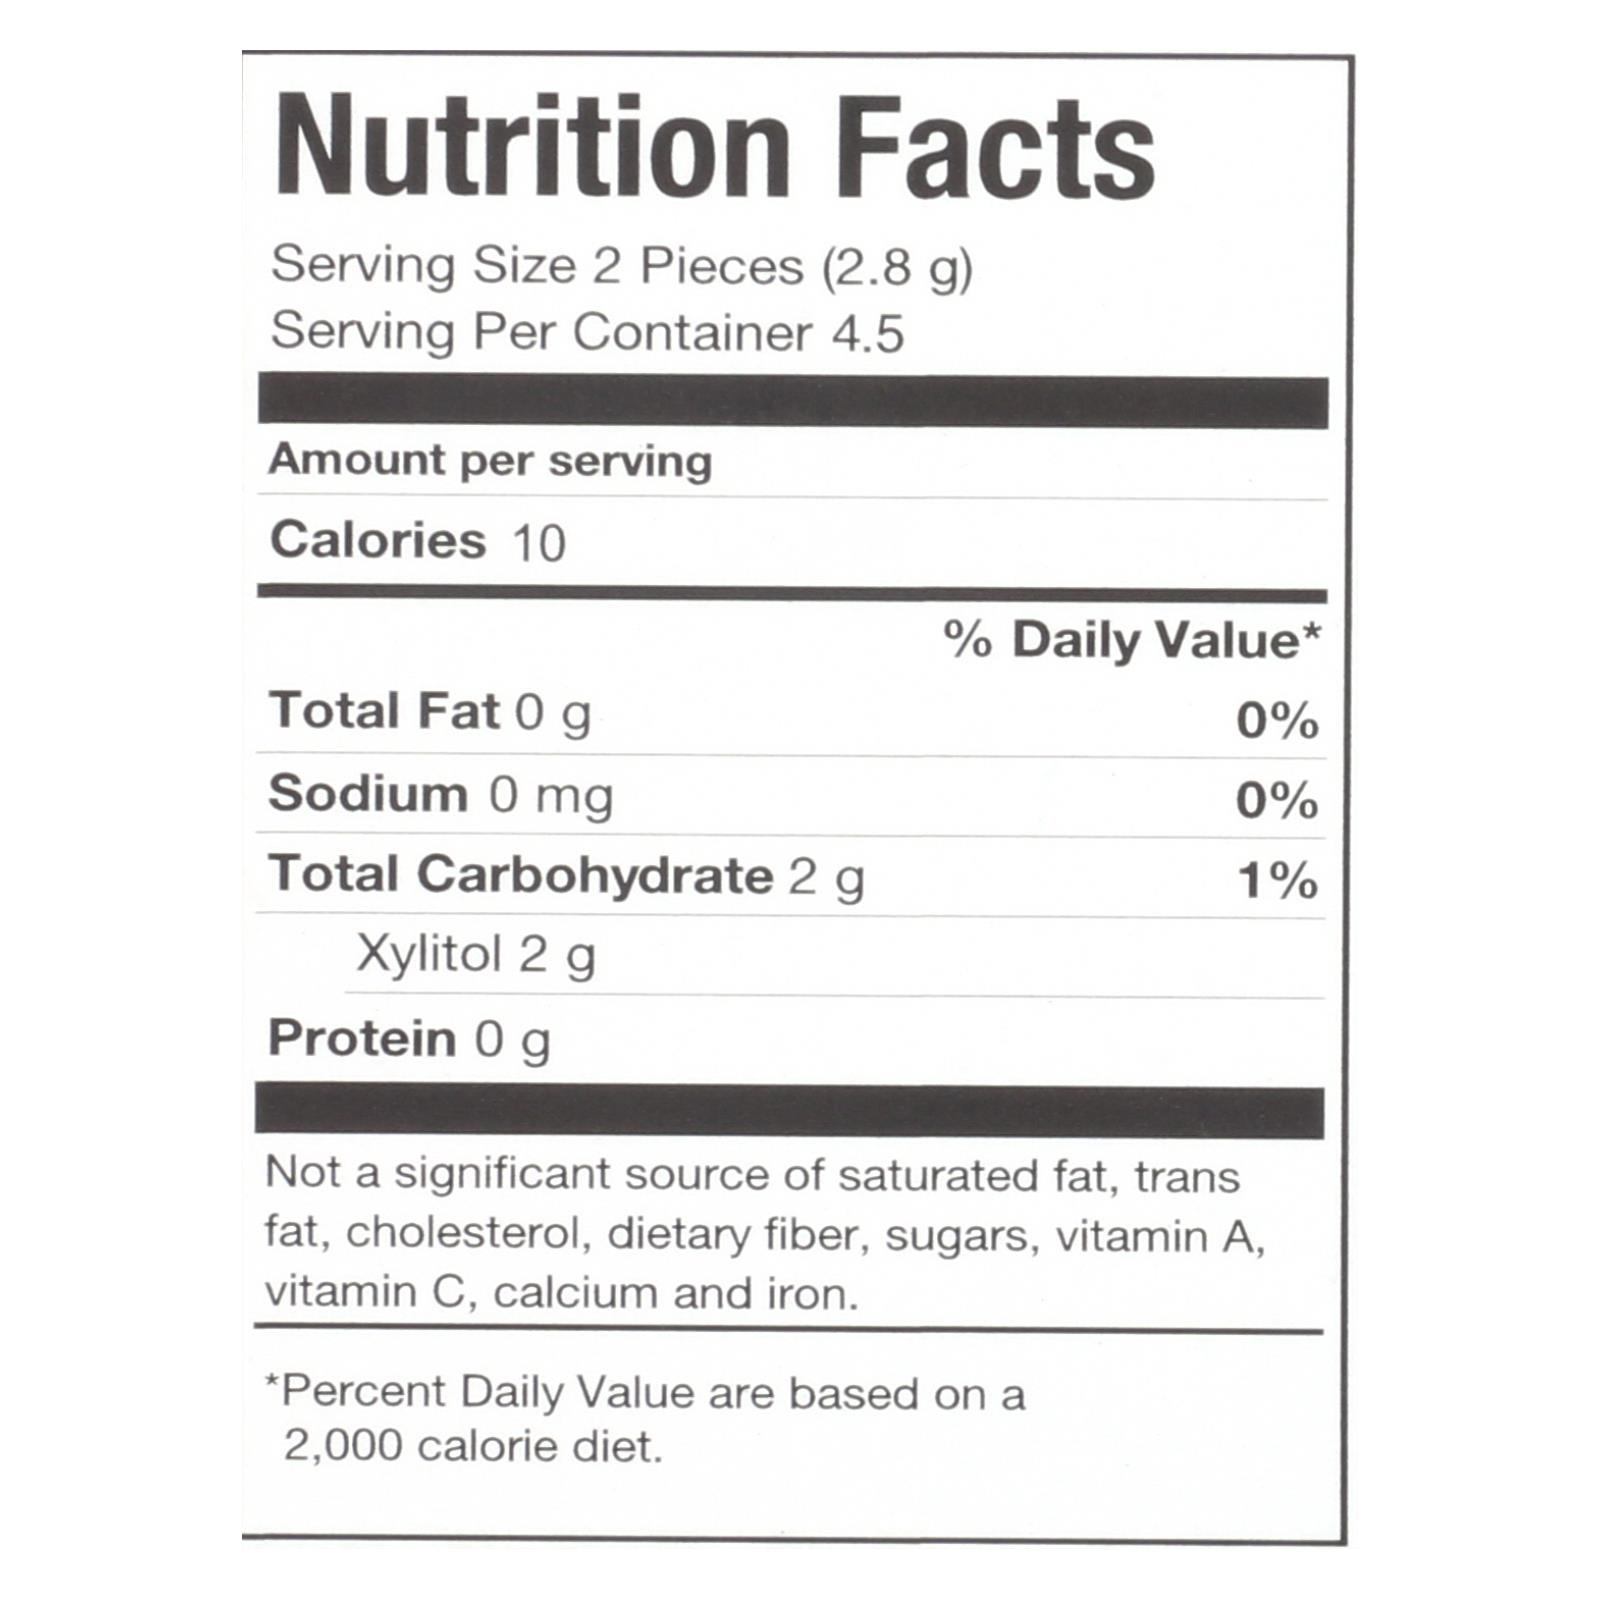 Nutrition Facts
Serving Size 2 Pieces (2.8 g)
Serving Per Container 4.5
Amount per serving
Calories 10
% Daily Value*
Total Fat 0 g 0%
Sodium 0 mg 0%
Total Carbohydrate 2 g 1%
Xylitol 2 g
Protein 0 g
Not a significant source of saturated fat, trans
fat, cholesterol, dietary fiber, sugars, vitamin A,
vitamin C, calcium and iron.
*Percent Daily Value are based on a
2,000 calorie diet.